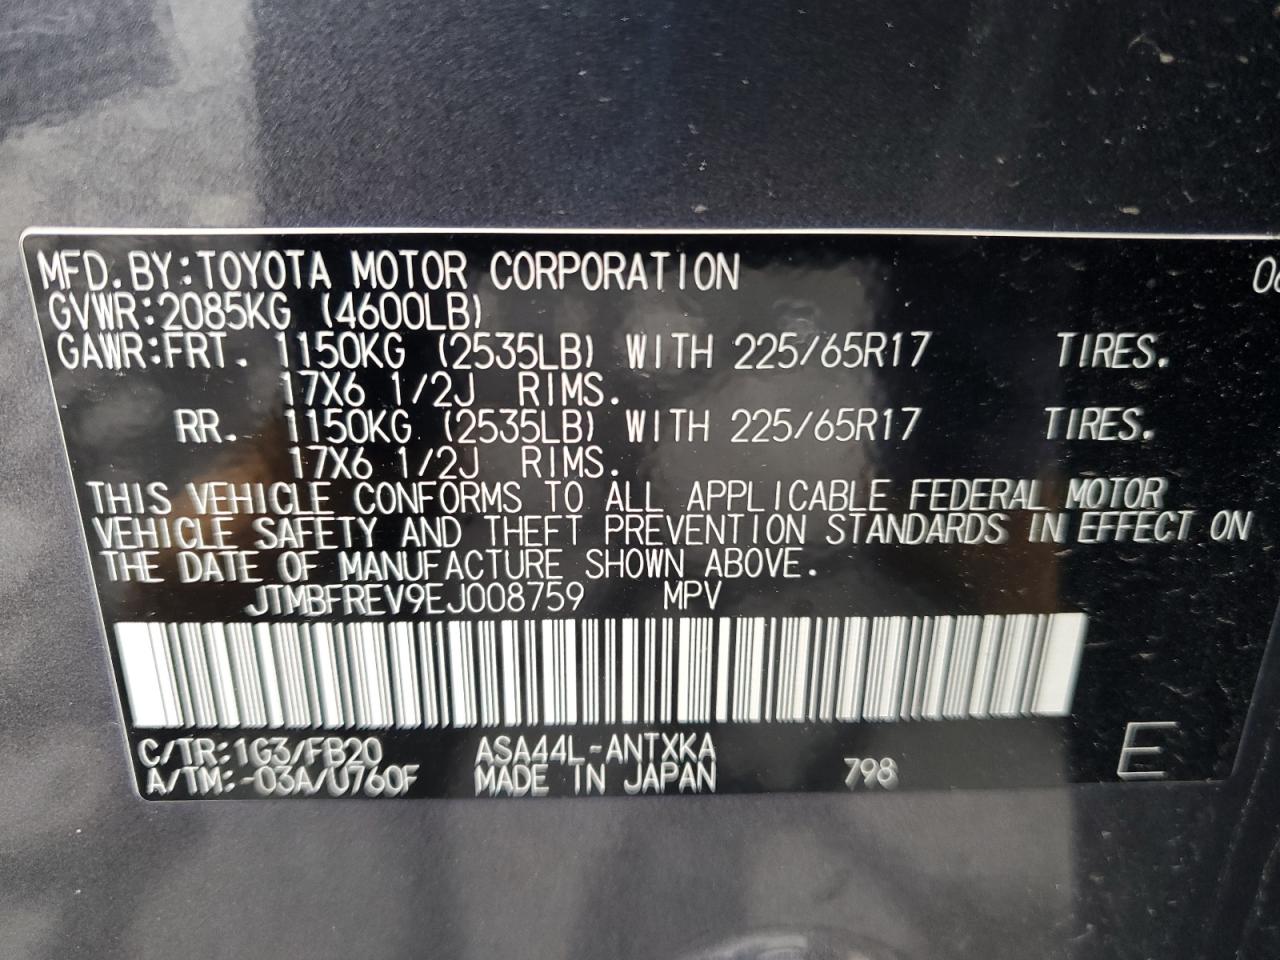 MFD. BY: TOYOTA MOTOR CORPORATION
GVWR: 2085KG (4600LB)
GAWR: FRT. 1150KG (2535LB) WITH 225/65R17 TIRES.
17X6 1/2J RIMS.
RR. 1150KG (2535LB) WITH 225/65R17 TIRES.
17X6 1/2J RIMS.
THIS VEHICLE CONFORMS TO ALL APPLICABLE FEDERAL MOTOR
VEHICLE SAFETY AND THEFT PREVENTION STANDARDS IN EFFECT ON
THE DATE OF MANUFACTURE SHOWN ABOVE.
JTMBFREV9EJ008759 MPV
C/TR: 1G3/FB20 ASA44L-ANTXKA
A/TM: -03A/U760F MADE IN JAPAN 798 E